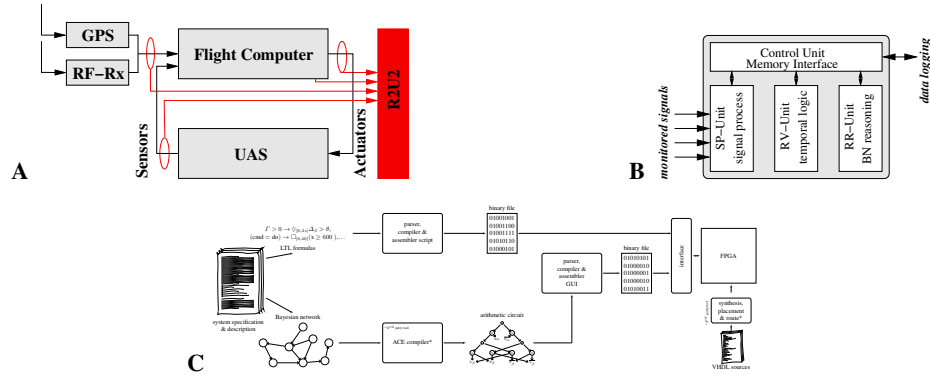 GPS
RF−Rx
Flight Computer
UAS
Sensors
Actuators
R2U2
A
Control Unit
Memory Interface
SP−Unit
signal process
RV−Unit
temporal logic
RR−Unit
BN reasoning
monitored signals
data logging
B
LTL formulas
system specification
& description
Bayesian network
parser,
compiler &
assembler script
binary file
01001001
01001100
01001111
01010110
01000101
ACE compiler*
arithmetic circuit
parser,
compiler &
assembler
GUI
binary file
01010101
01000010
01000001
01000010
01010011
interface
FPGA
synthesis,
placement
& route*
VHDL sources
C